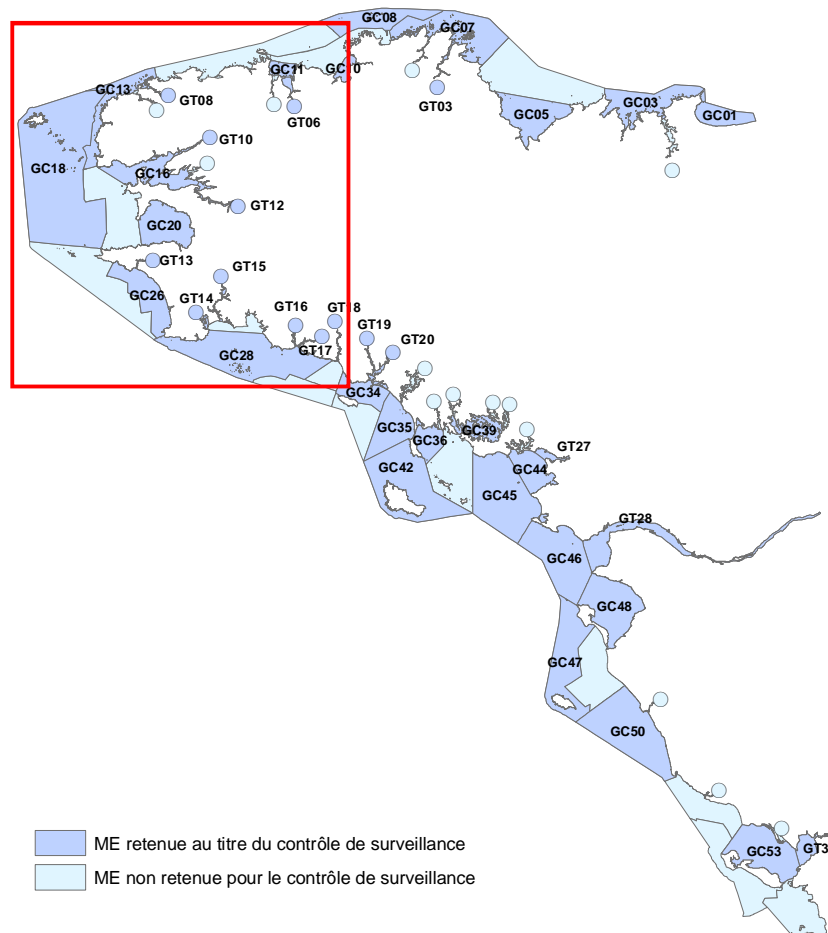 GC08
GC07
GC11
GC10
GC13
GT08
GT03
GC03
GT06
GC05
GC01
GT10
GC18
GC16
GT12
GC20
GT13
GT15
GC26
GT14
GT16
GT18
GT19
GT20
GT17
GC28
GC34
GC35
GC39
GC36
GT27
GC42
GC44
GC45
GT28
GC46
GC48
GC47
GC50
ME retenue au titre du contrôle de surveillance
GC53
GT3
ME non retenue pour le contrôle de surveillance